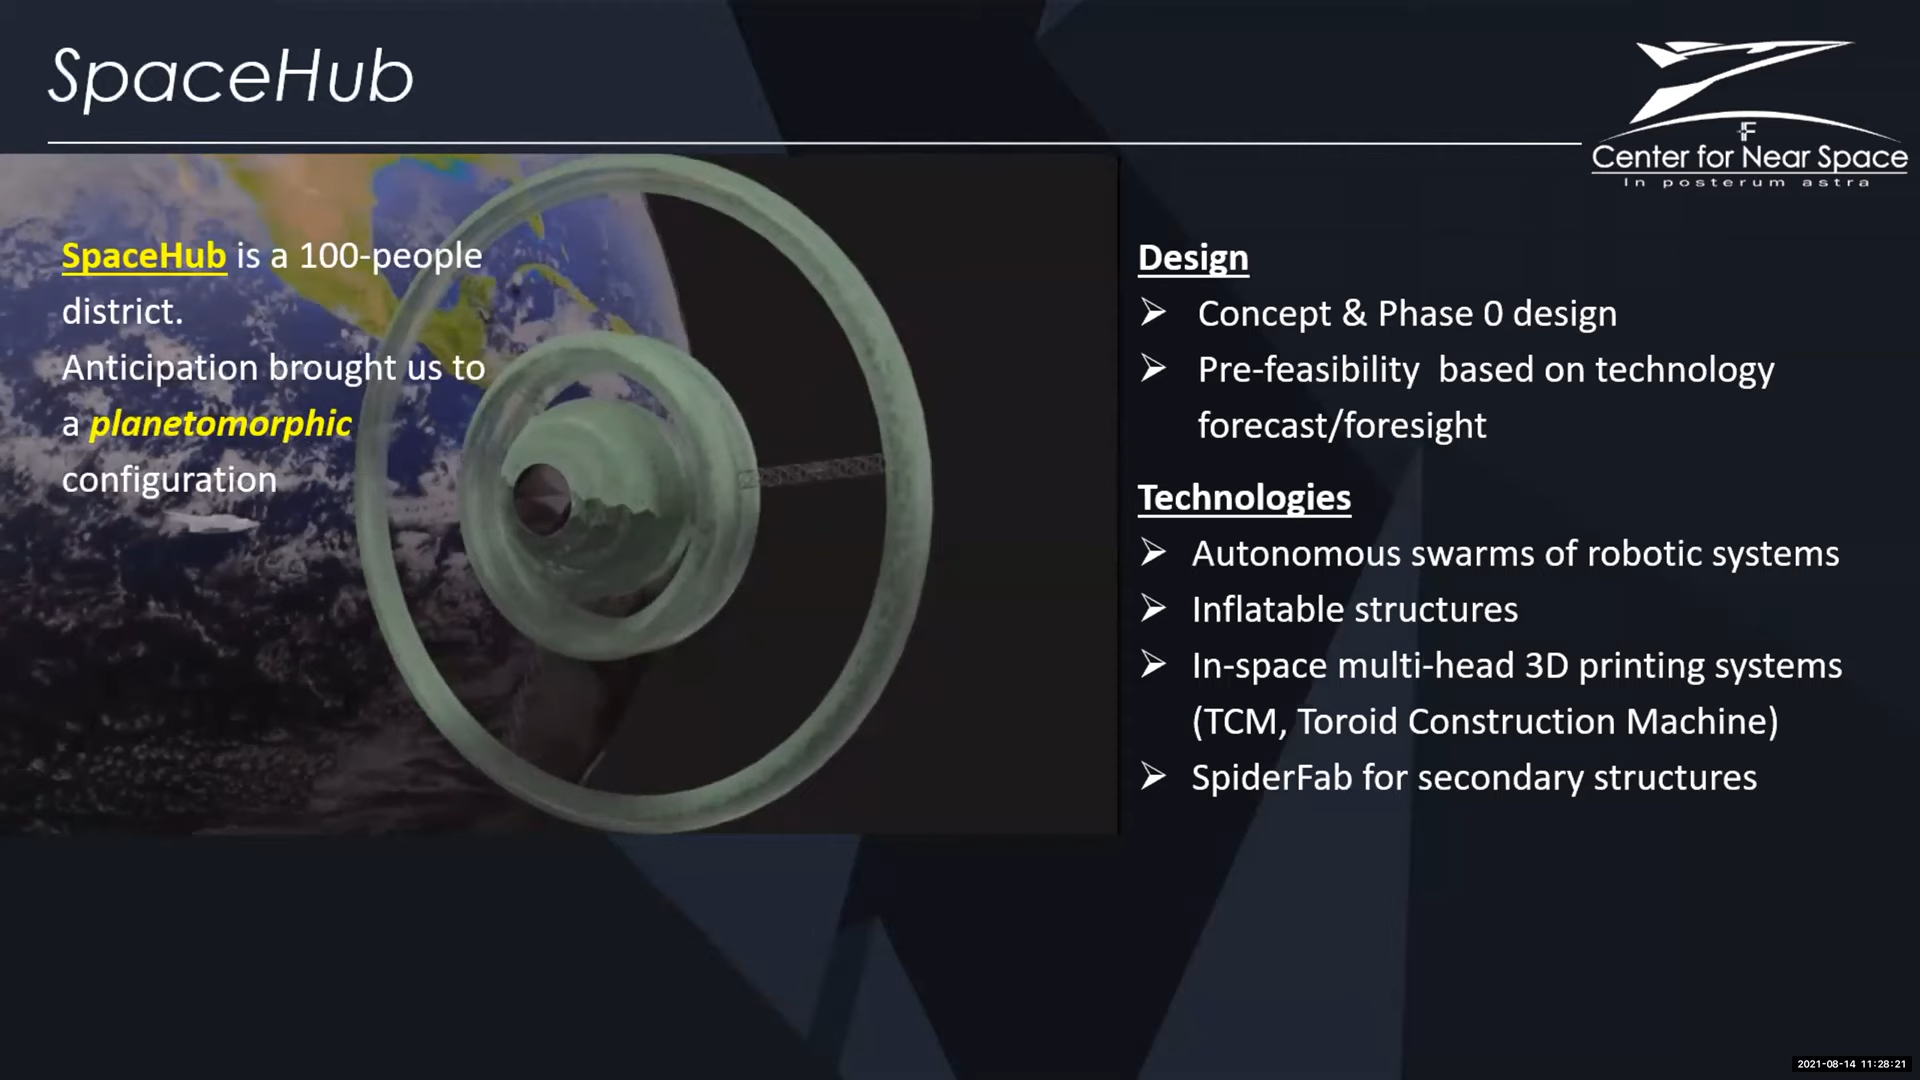 SpaceHub
Center for Near Space
In posterum astra
SpaceHub is a 100-people
district.
Anticipation brought us to
a planetomorphic
configuration
Design
➢ Concept & Phase 0 design
➢ Pre-feasibility based on technology
forecast/foresight
Technologies
➢ Autonomous swarms of robotic systems
➢ Inflatable structures
➢ In-space multi-head 3D printing systems
(TCM, Toroid Construction Machine)
➢ SpiderFab for secondary structures
2021-08-14 11:28:21